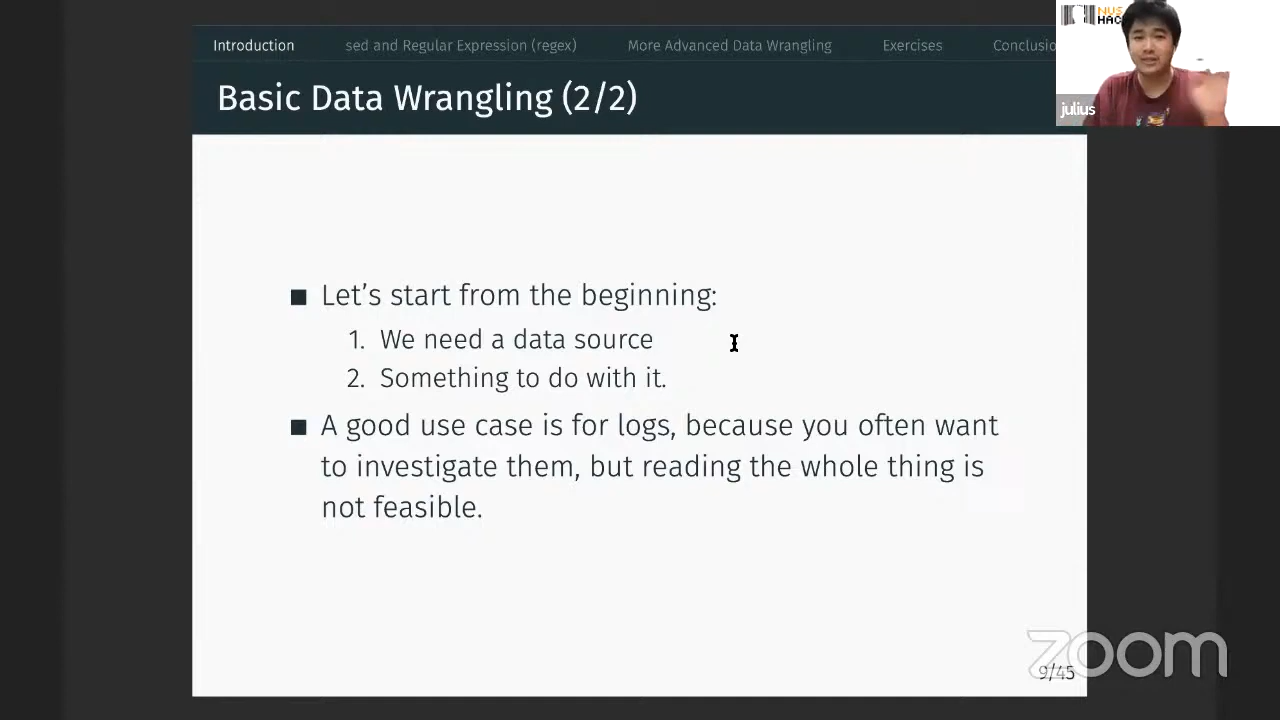 Introduction sed and Regular Expression (regex) More Advanced Data Wrangling Exercises Conclusio
Basic Data Wrangling (2/2)
NUS
HAC
julius
■ Let's start from the beginning:
1. We need a data source
2. Something to do with it.
■ A good use case is for logs, because you often want
to investigate them, but reading the whole thing is
not feasible.
zoom
9/45